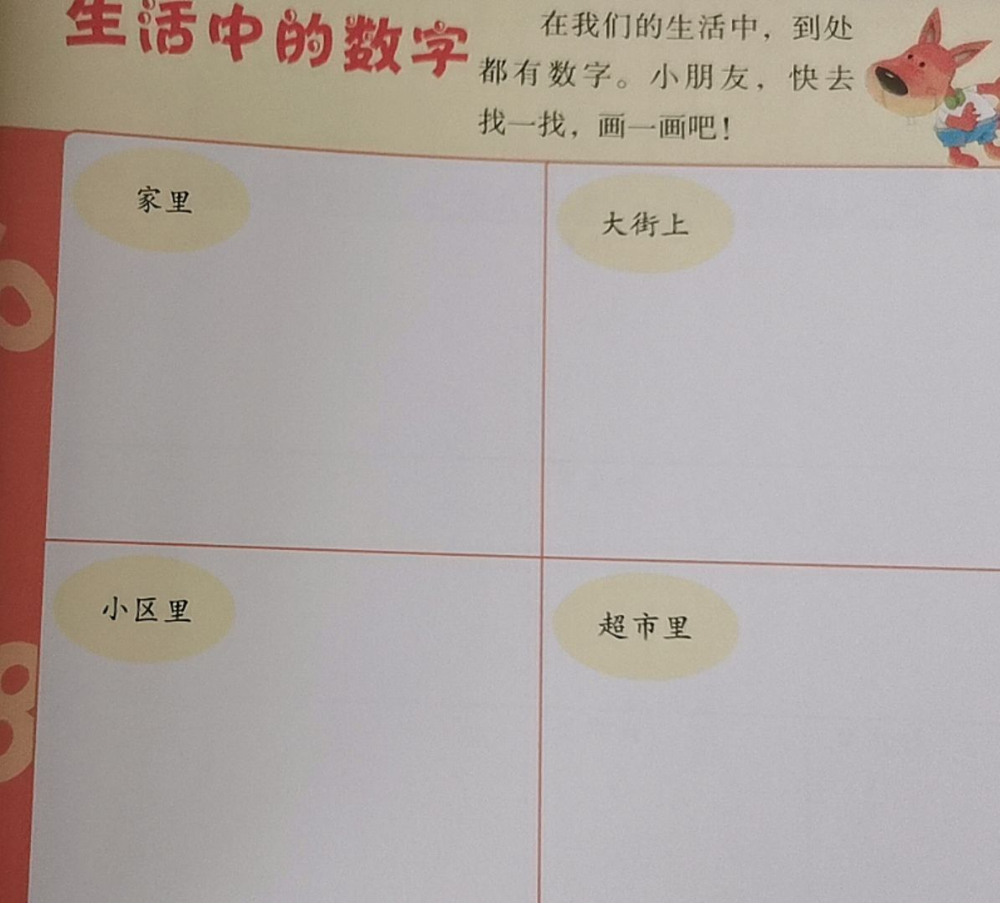 生活中的数字
在我们的生活中，到处
都有数字。小朋友，快去
找一找，画一画吧！
家里
大街上
小区里
超市里
8